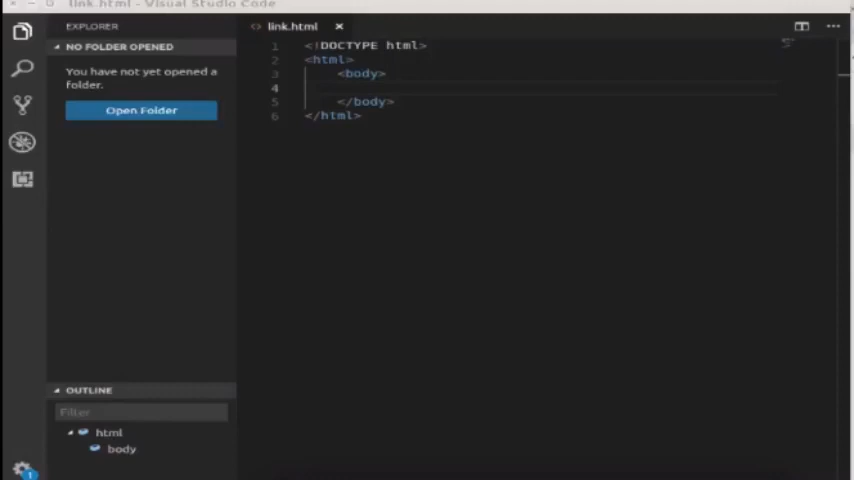 link.html - Visual Studio Code
EXPLORER
NO FOLDER OPENED
You have not yet opened a
folder.
Open Folder
OUTLINE
Filter
html
body
1
link.html
1 <!DOCTYPE html>
2 <html>
3 <body>
4
5 </body>
6 </html>